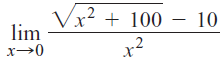 lim x→0 (√(x² + 100) − 10) / x²